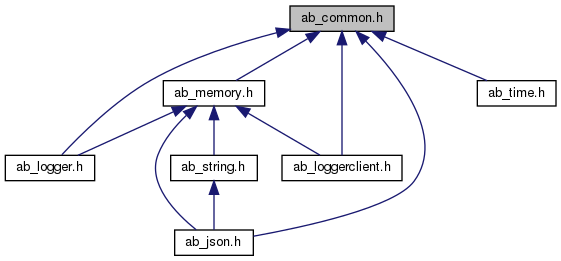 ab_common.h
ab_memory.h
ab_time.h
ab_logger.h
ab_string.h
ab_loggerclient.h
ab_json.h